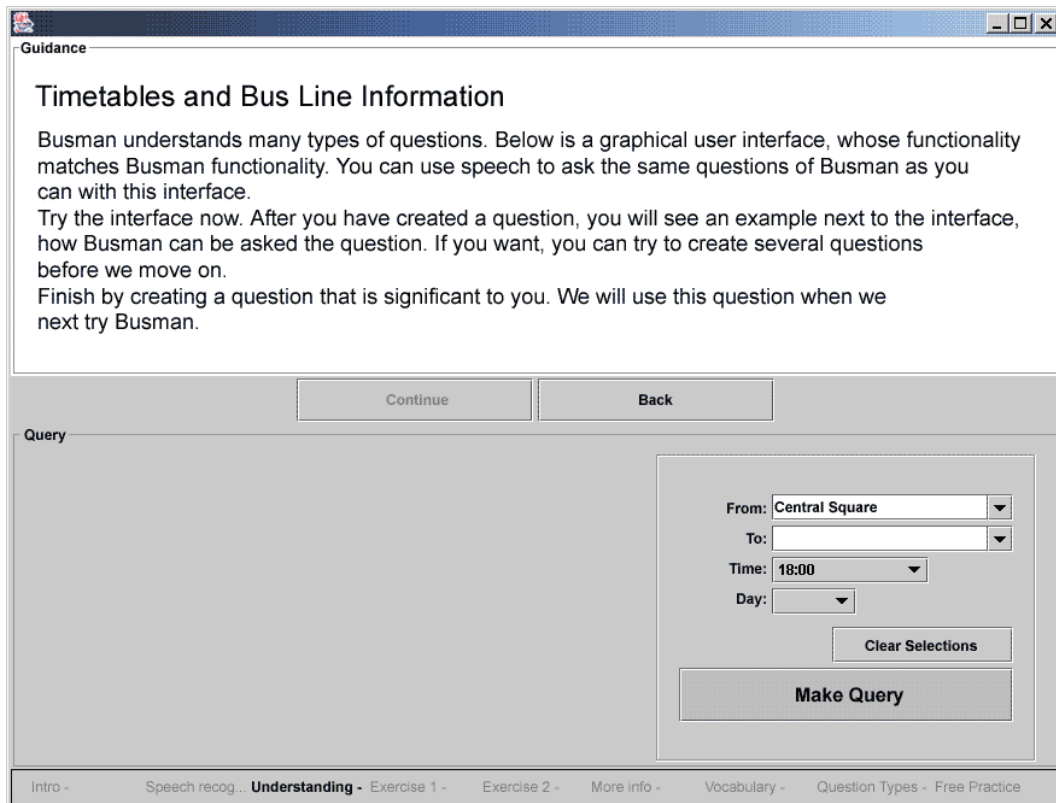 Guidance
Timetables and Bus Line Information
Busman understands many types of questions. Below is a graphical user interface, whose functionality
matches Busman functionality. You can use speech to ask the same questions of Busman as you
can with this interface.
Try the interface now. After you have created a question, you will see an example next to the interface,
how Busman can be asked the question. If you want, you can try to create several questions
before we move on.
Finish by creating a question that is significant to you. We will use this question when we
next try Busman.
Continue Back
Query
From: Central Square
To:
Time: 18:00
Day:
Clear Selections
Make Query
Intro - Speech recog... Understanding - Exercise 1 - Exercise 2 - More info - Vocabulary - Question Types - Free Practice